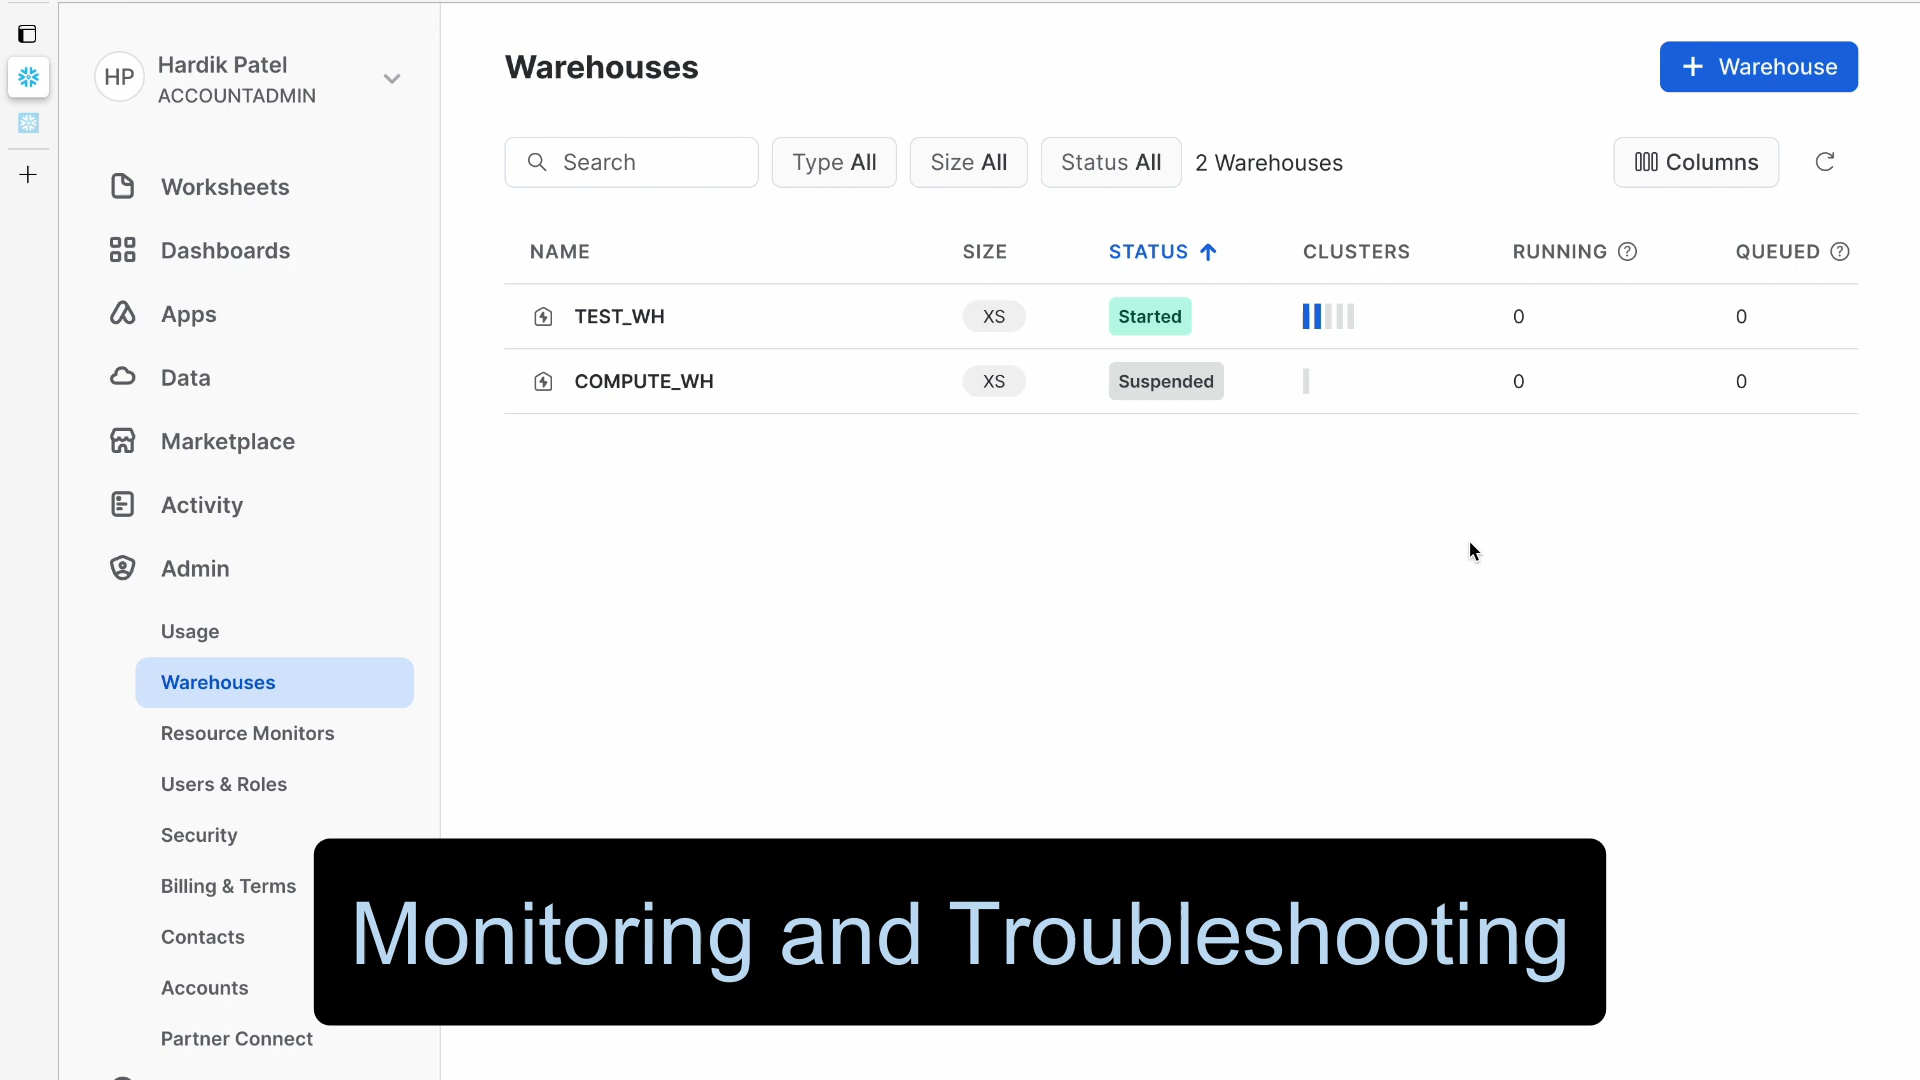 HP
Hardik Patel
ACCOUNTADMIN
Worksheets
Dashboards
Apps
Data
Marketplace
Activity
Admin
Usage
Warehouses
Resource Monitors
Users & Roles
Security
Billing & Terms
Contacts
Accounts
Partner Connect
Warehouses
+ Warehouse
Search
Type All
Size All
Status All
2 Warehouses
Columns
NAME SIZE STATUS CLUSTERS RUNNING ? QUEUED ?
TEST_WH XS Started 0 0
COMPUTE_WH XS Suspended 0 0
Monitoring and Troubleshooting